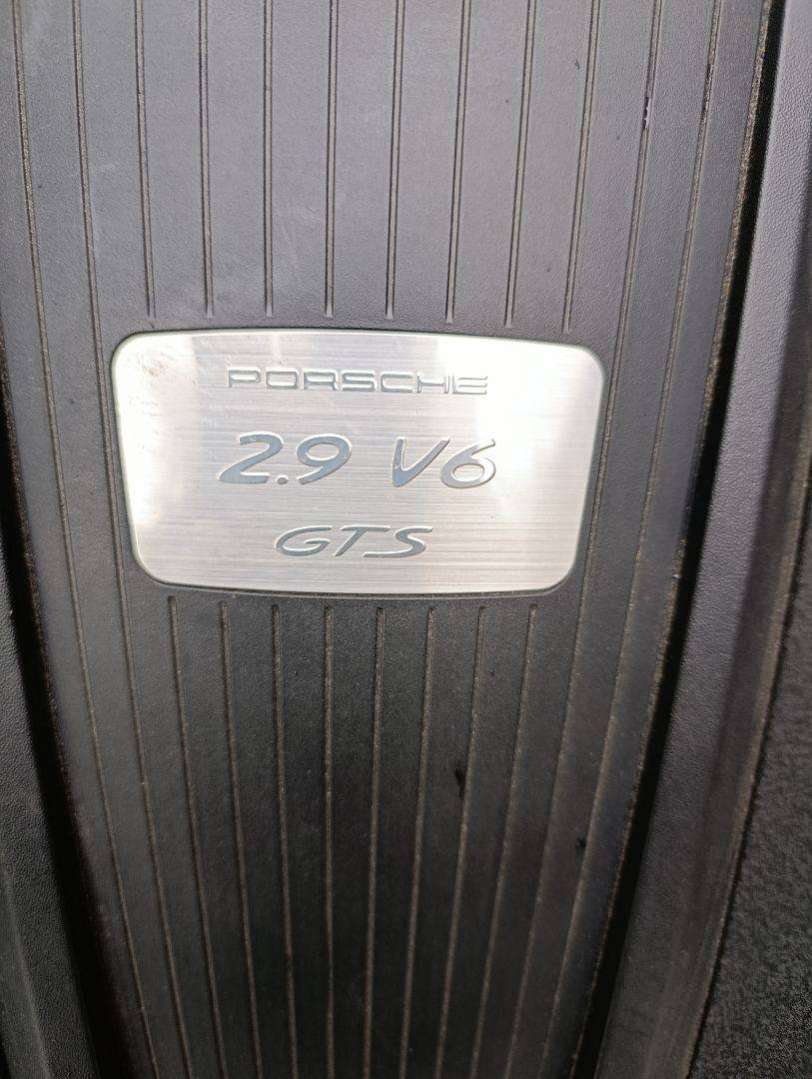 PORSCHE
2.9 V6
GTS